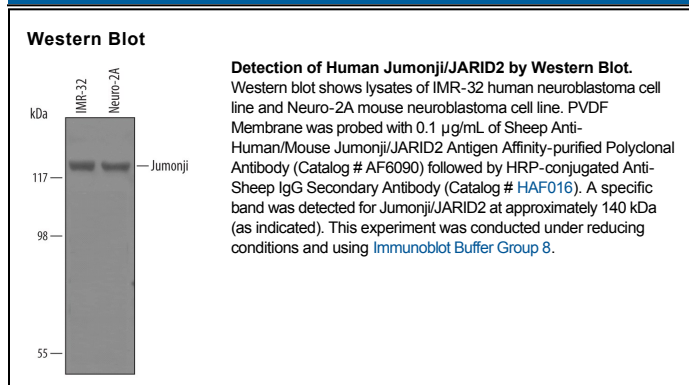 Western Blot
kDa
IMR-32
Neuro-2A
Jumonji
117
98
55
Detection of Human Jumonji/JARID2 by Western Blot.
Western blot shows lysates of IMR-32 human neuroblastoma cell
line and Neuro-2A mouse neuroblastoma cell line. PVDF
Membrane was probed with 0.1 µg/mL of Sheep Anti-
Human/Mouse Jumonji/JARID2 Antigen Affinity-purified Polyclonal
Antibody (Catalog # AF6090) followed by HRP-conjugated Anti-
Sheep IgG Secondary Antibody (Catalog # HAF016). A specific
band was detected for Jumonji/JARID2 at approximately 140 kDa
(as indicated). This experiment was conducted under reducing
conditions and using Immunoblot Buffer Group 8.